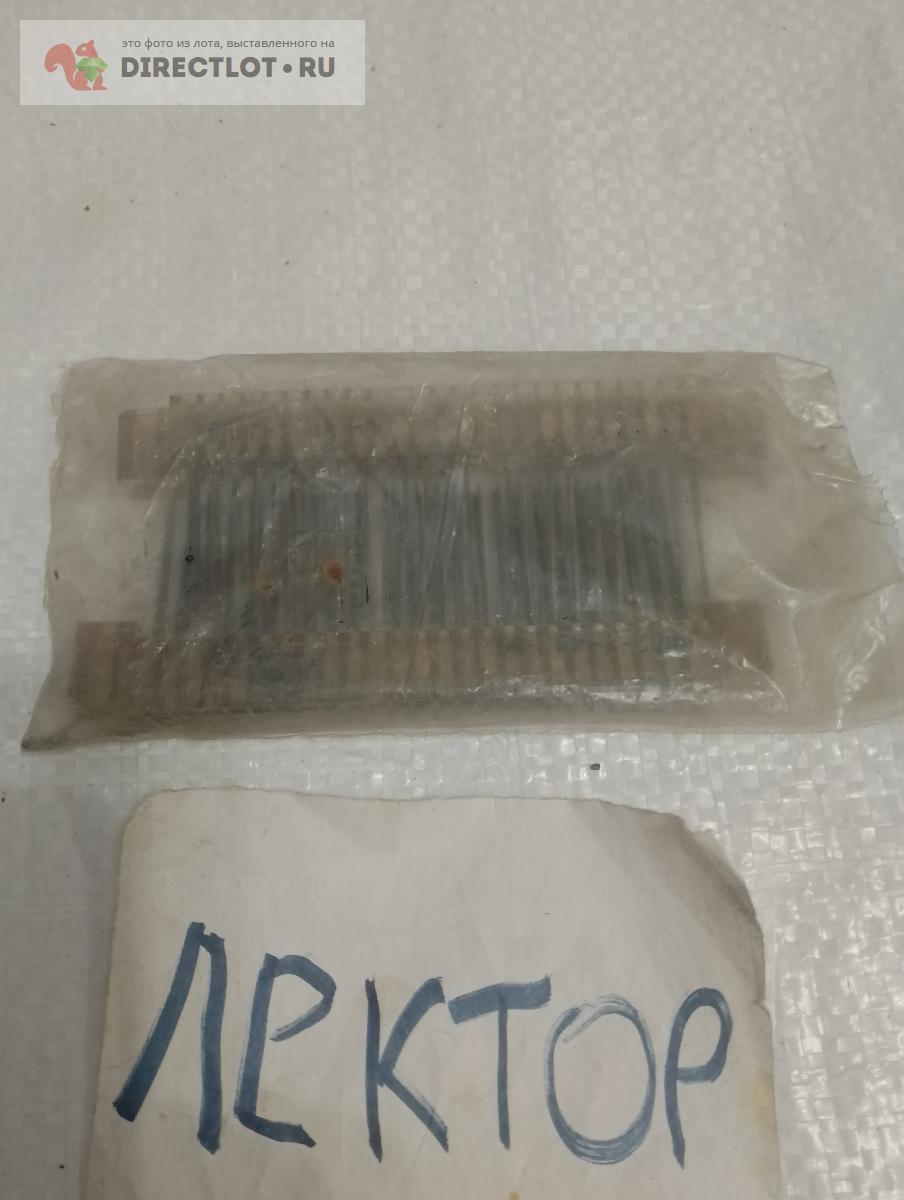 это фото из лота, выставленного на
DIRECTLOT•RU
ЛЕКТОР